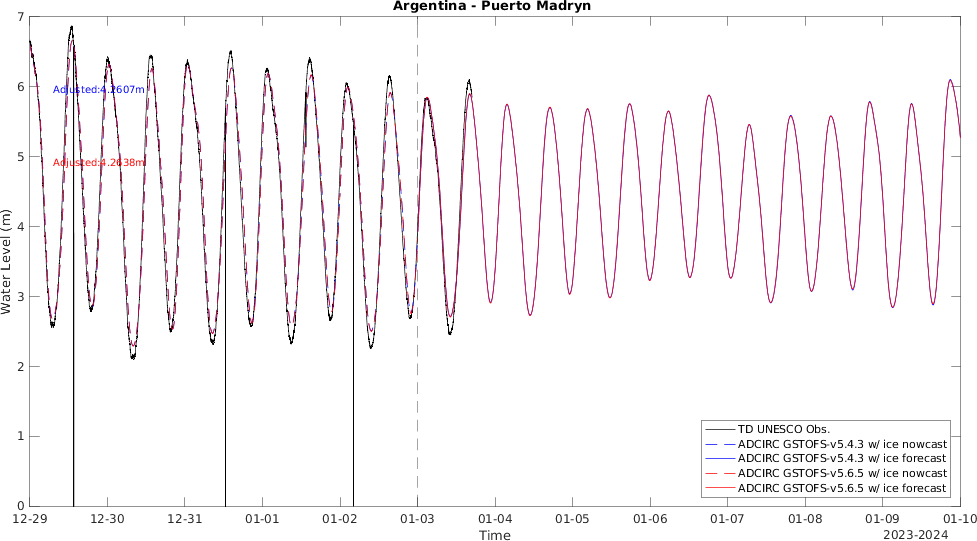 Argentina - Puerto Madryn
7
6
5
4
3
2
1
0
Water Level (m)
Adjusted:4.2607m
Adjusted:4.2638m
TD UNESCO Obs.
ADCIRC GSTOFS-v5.4.3 w/ ice nowcast
ADCIRC GSTOFS-v5.4.3 w/ ice forecast
ADCIRC GSTOFS-v5.6.5 w/ ice nowcast
ADCIRC GSTOFS-v5.6.5 w/ ice forecast
12-29 12-30 12-31 01-01 01-02 01-03 01-04 01-05 01-06 01-07 01-08 01-09 01-10
Time
2023-2024